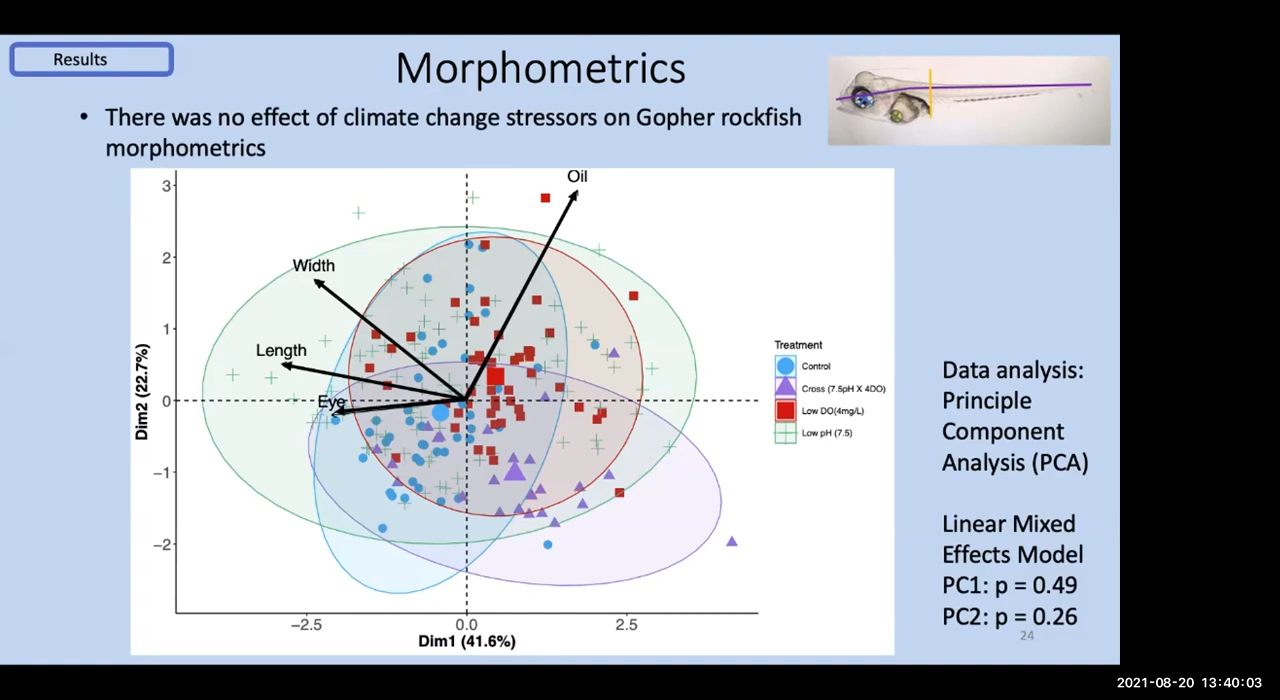 Results
Morphometrics
• There was no effect of climate change stressors on Gopher rockfish
morphometrics
3
2
1
0
−1
−2
−2.5
0.0
2.5
Dim2 (22.7%)
Dim1 (41.6%)
Oil
Width
Length
Eye
Treatment
Control
Cross (7.5pH X 4DO)
Low DO(4mg/L)
Low pH (7.5)
Data analysis:
Principle
Component
Analysis (PCA)
Linear Mixed
Effects Model
PC1: p = 0.49
PC2: p = 0.26
24
2021-08-20 13:40:03